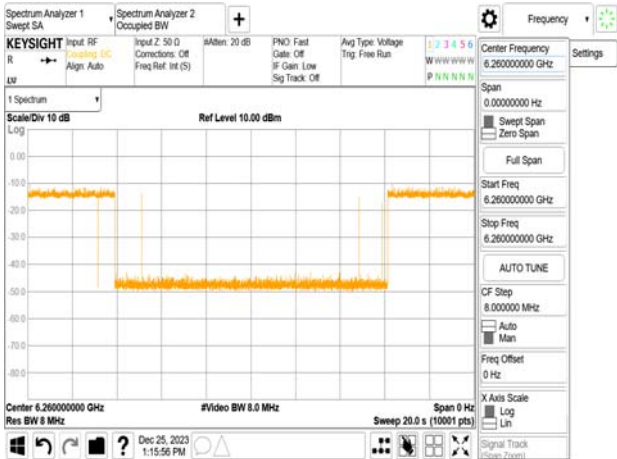 Spectrum Analyzer 1
Swept SA
Spectrum Analyzer 2
Occupied BW
+
Frequency
KEYSIGHT
R
Input: RF
Coupling: DC
Align: Auto
Input Z: 50 Ω
Corrections: Off
Freq Ref: Int (S)
#Atten: 20 dB
PNO: Fast
Gate: Off
IF Gain: Low
Sig Track: Off
Avg Type: Voltage
Trig: Free Run
1 2 3 4 5 6
W W W W W W
P N N N N N
1 Spectrum
Scale/Div 10 dB
Ref Level 10.00 dBm
Log
0.00
-10.0
-20.0
-30.0
-40.0
-50.0
-60.0
-70.0
-80.0
Center 6.260000000 GHz
#Video BW 8.0 MHz
Span 0 Hz
Res BW 8 MHz
Sweep 20.0 s (10001 pts)
Dec 25, 2023
1:15:56 PM
?
Center Frequency
6.260000000 GHz
Settings
Span
0.00000000 Hz
Swept Span
Zero Span
Full Span
Start Freq
6.260000000 GHz
Stop Freq
6.260000000 GHz
AUTO TUNE
CF Step
8.000000 MHz
Auto
Man
Freq Offset
0 Hz
X Axis Scale
Log
Lin
Signal Track
(Span Zoom)